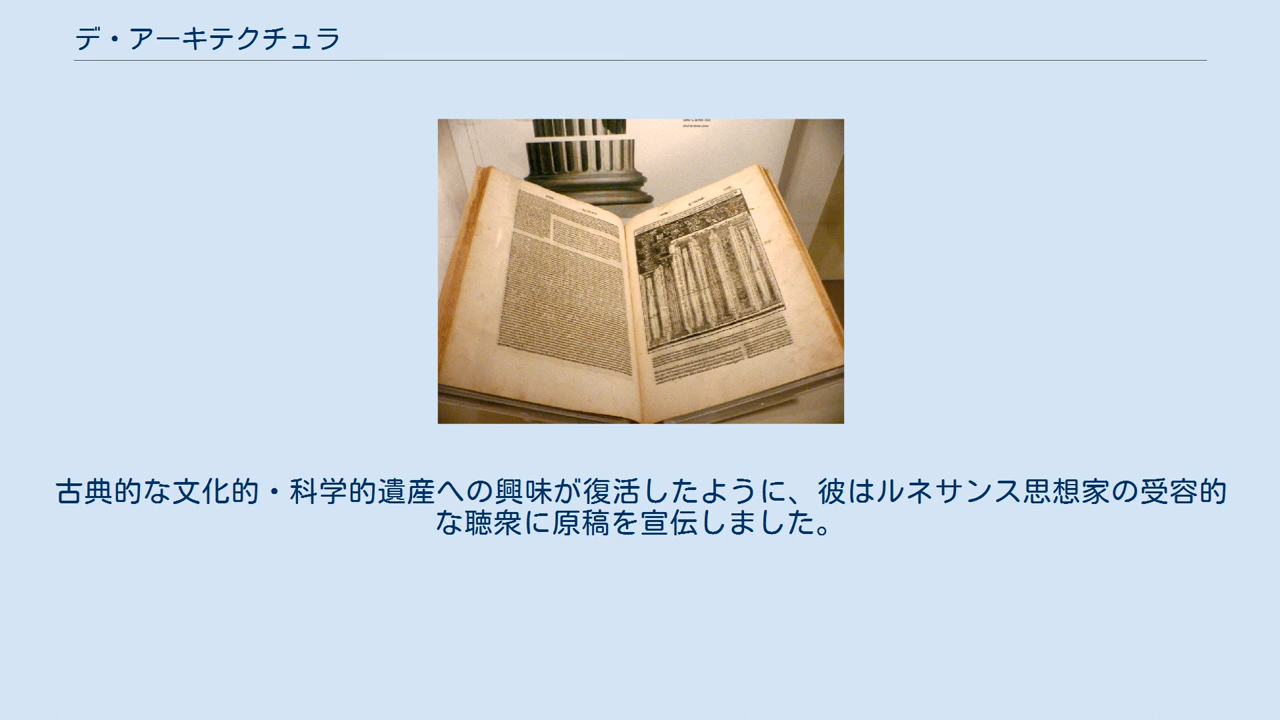 デ・アーキテクチュラ
古典的な文化的・科学的遺産への興味が復活したように、彼はルネサンス思想家の受容的
な聴衆に原稿を宣伝しました。